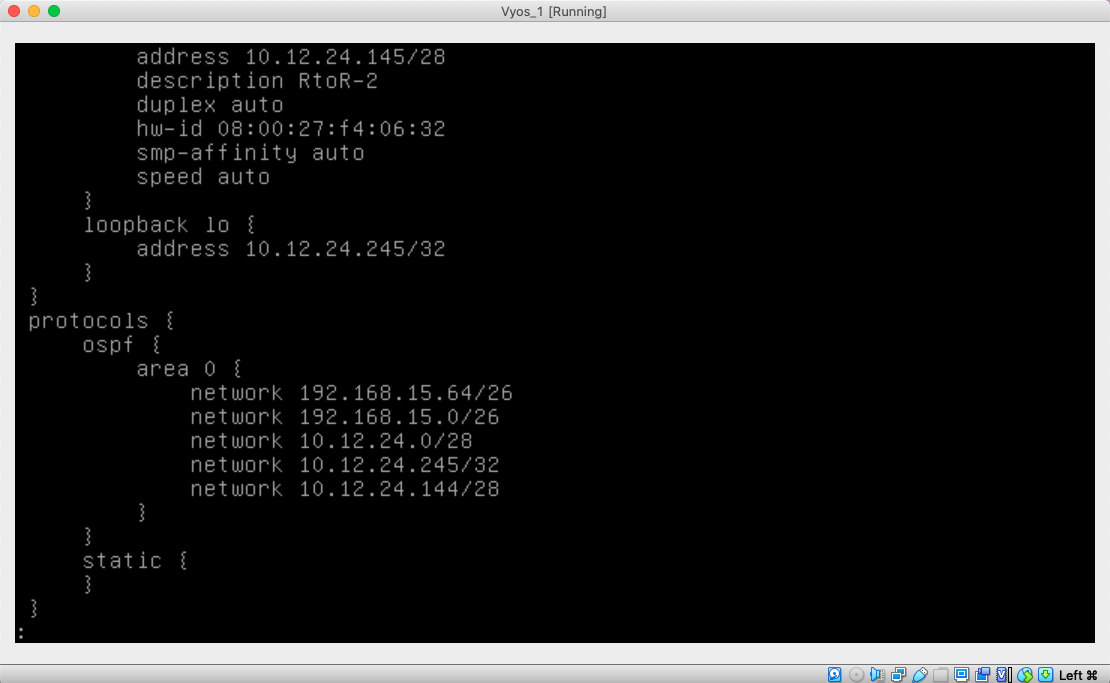 Vyos_1 [Running]
address 10.12.24.145/28
description RtoR-2
duplex auto
hw-id 08:00:27:f4:06:32
smp-affinity auto
speed auto
}
loopback lo {
address 10.12.24.245/32
}
}
protocols {
ospf {
area 0 {
network 192.168.15.64/26
network 192.168.15.0/26
network 10.12.24.0/28
network 10.12.24.245/32
network 10.12.24.144/28
}
}
static {
}
}
:
Left ⌘